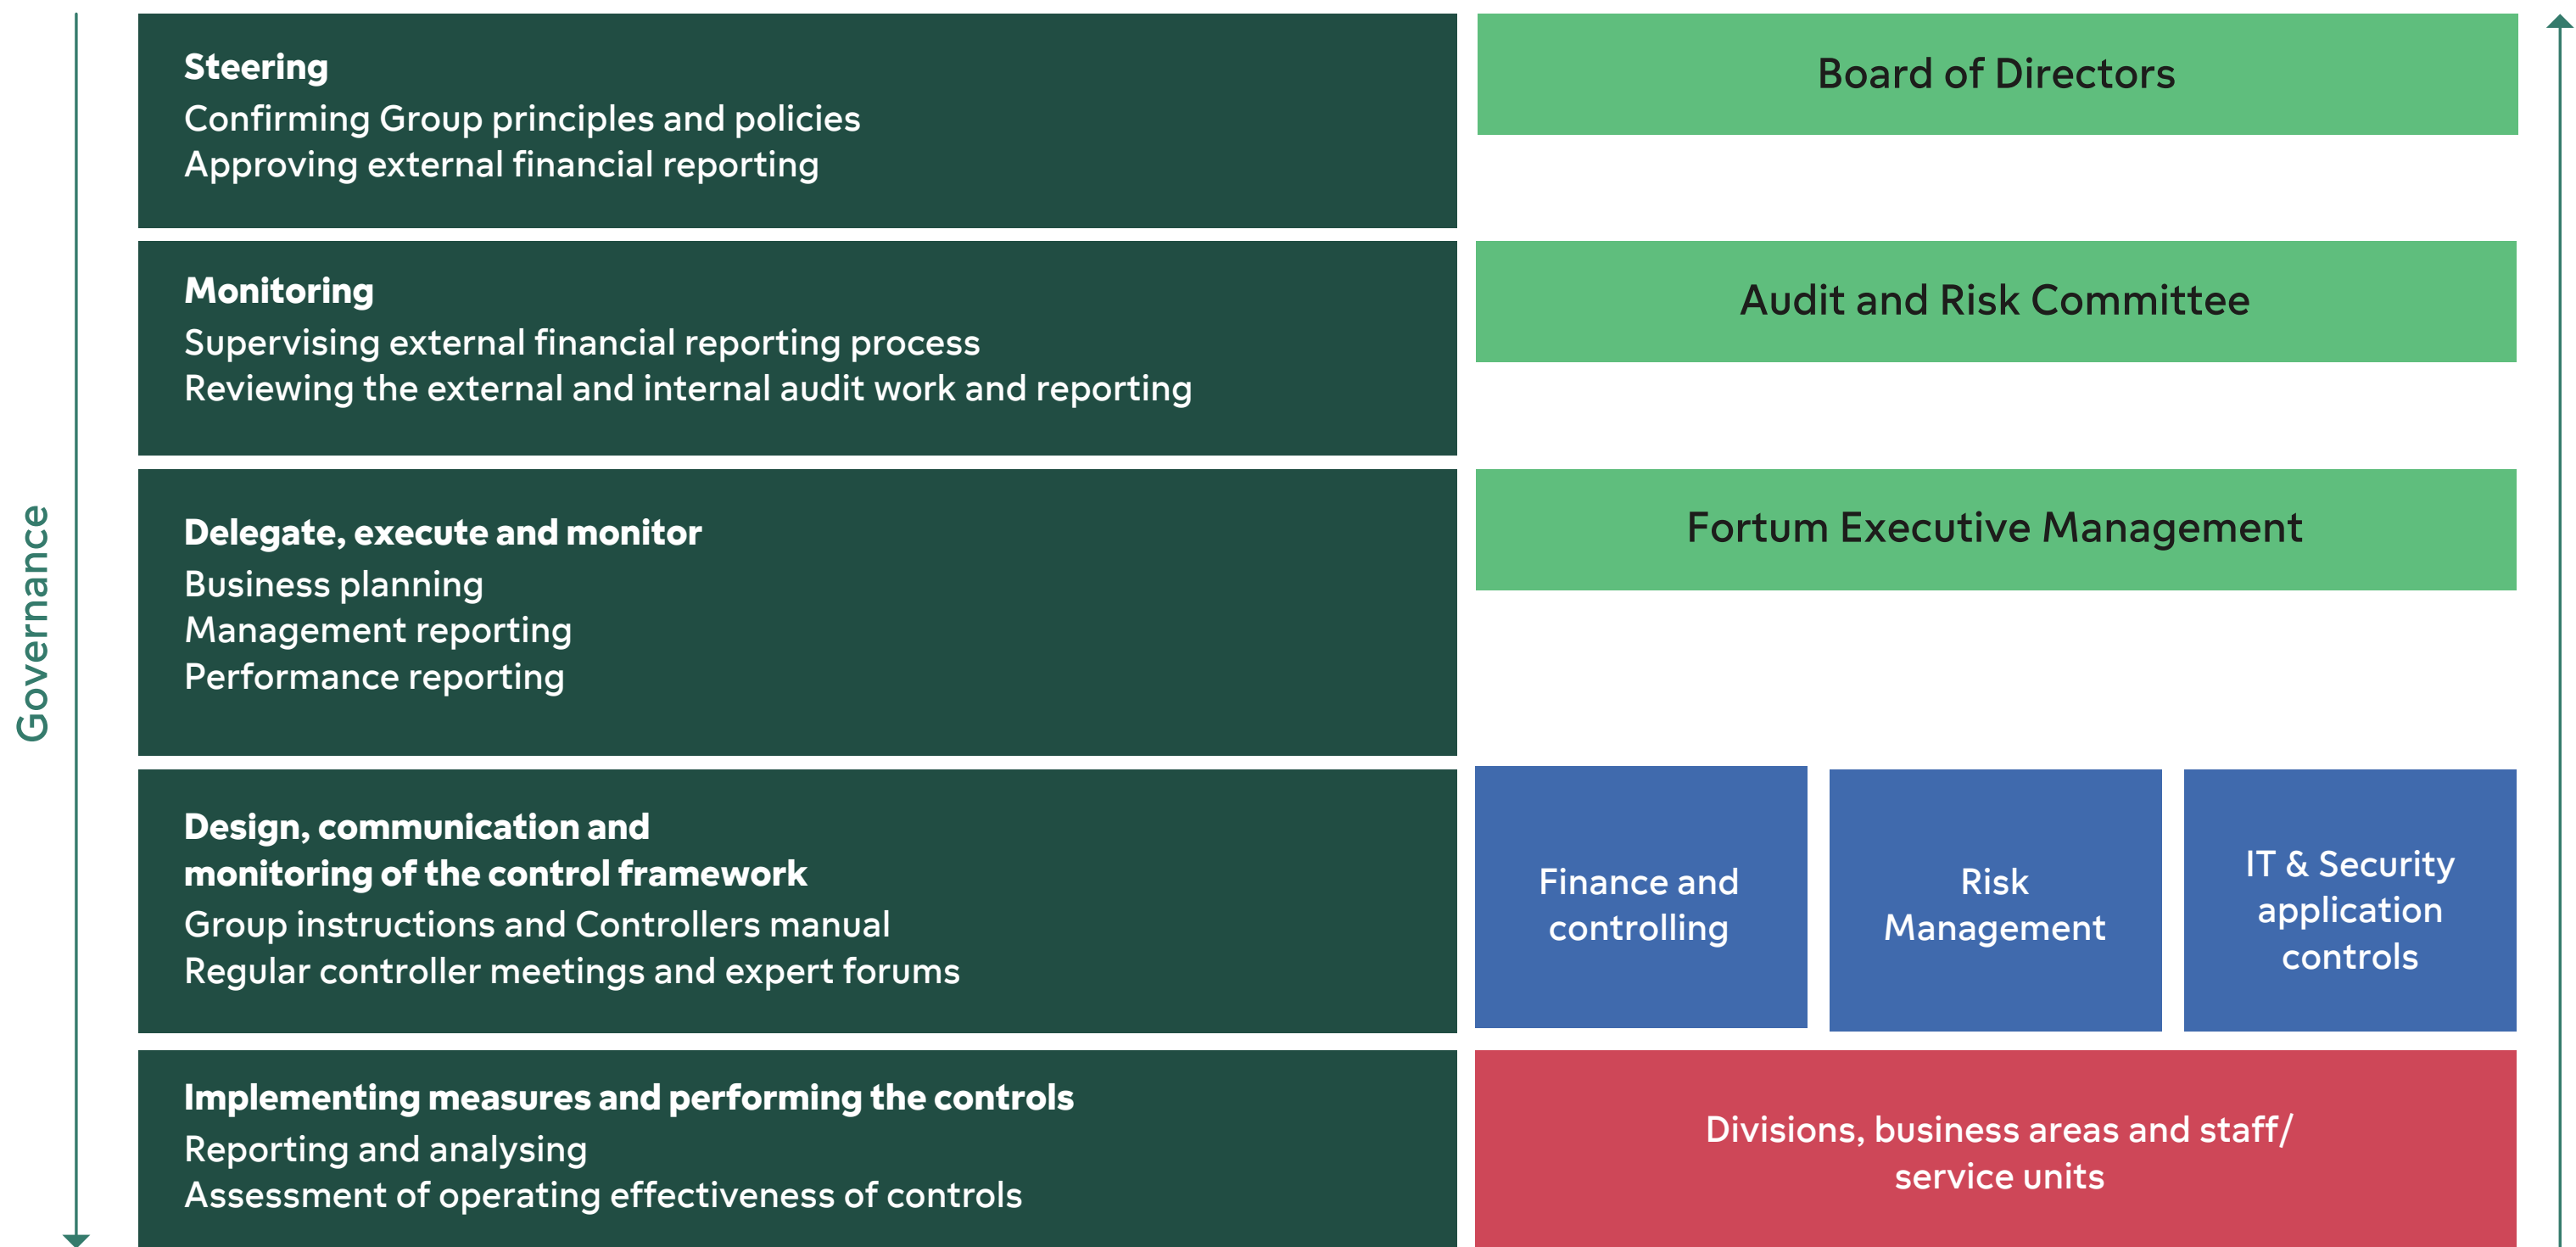 Governance
Steering
Confirming Group principles and policies
Approving external financial reporting
Board of Directors
Monitoring
Supervising external financial reporting process
Reviewing the external and internal audit work and reporting
Audit and Risk Committee
Delegate, execute and monitor
Business planning
Management reporting
Performance reporting
Fortum Executive Management
Design, communication and
monitoring of the control framework
Group instructions and Controllers manual
Regular controller meetings and expert forums
Finance and
controlling
Risk
Management
IT & Security
application
controls
Implementing measures and performing the controls
Reporting and analysing
Assessment of operating effectiveness of controls
Divisions, business areas and staff/
service units